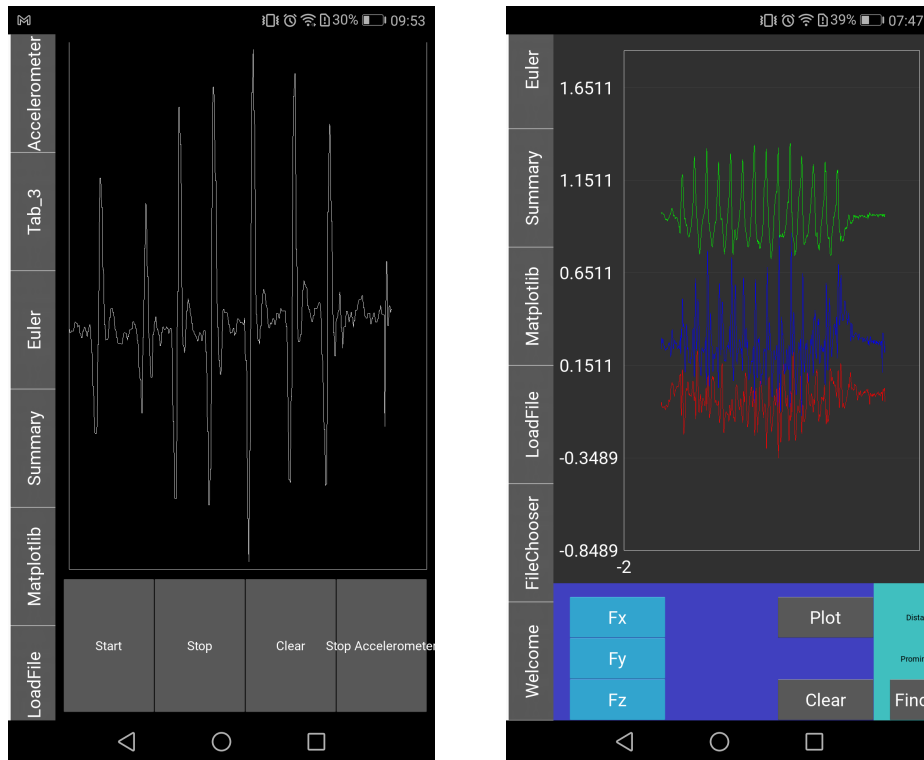 30% 09:53
Accelerometer
Tab_3
Euler
Summary
Matplotlib
LoadFile
Start
Stop
Clear
Stop Accelerometer
39% 07:47
Euler
Summary
Matplotlib
LoadFile
FileChooser
Welcome
1.6511
1.1511
0.6511
0.1511
-0.3489
-0.8489
-2
Fx
Fy
Fz
Plot
Clear
Dista
Promin
Find